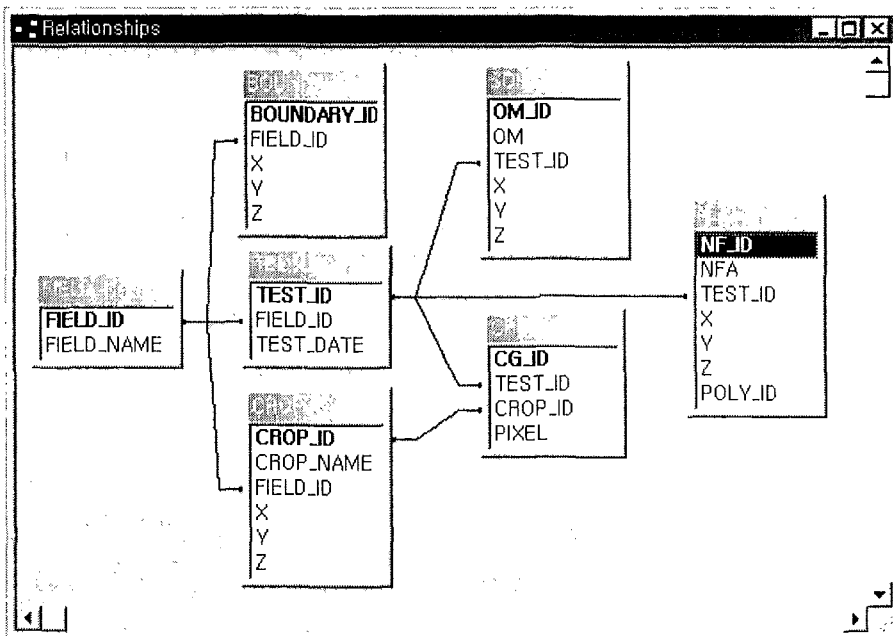 Relationships
BOUNDARY_ID
FIELD_ID
X
Y
Z
OM_ID
OM
TEST_ID
X
Y
Z
NF_ID
NFA
TEST_ID
X
Y
Z
POLY_ID
FIELD_ID
FIELD_NAME
TEST_ID
FIELD_ID
TEST_DATE
CG_ID
TEST_ID
CROP_ID
PIXEL
CROP_ID
CROP_NAME
FIELD_ID
X
Y
Z